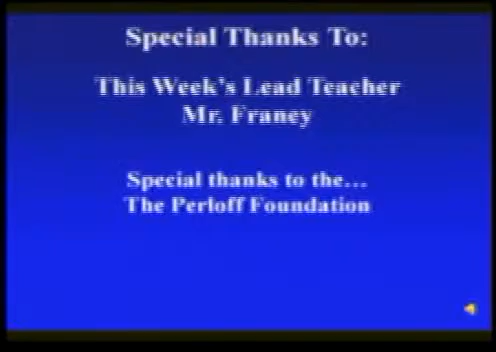 Special Thanks To:
This Week's Lead Teacher
Mr. Franey
Special thanks to the...
The Perloff Foundation